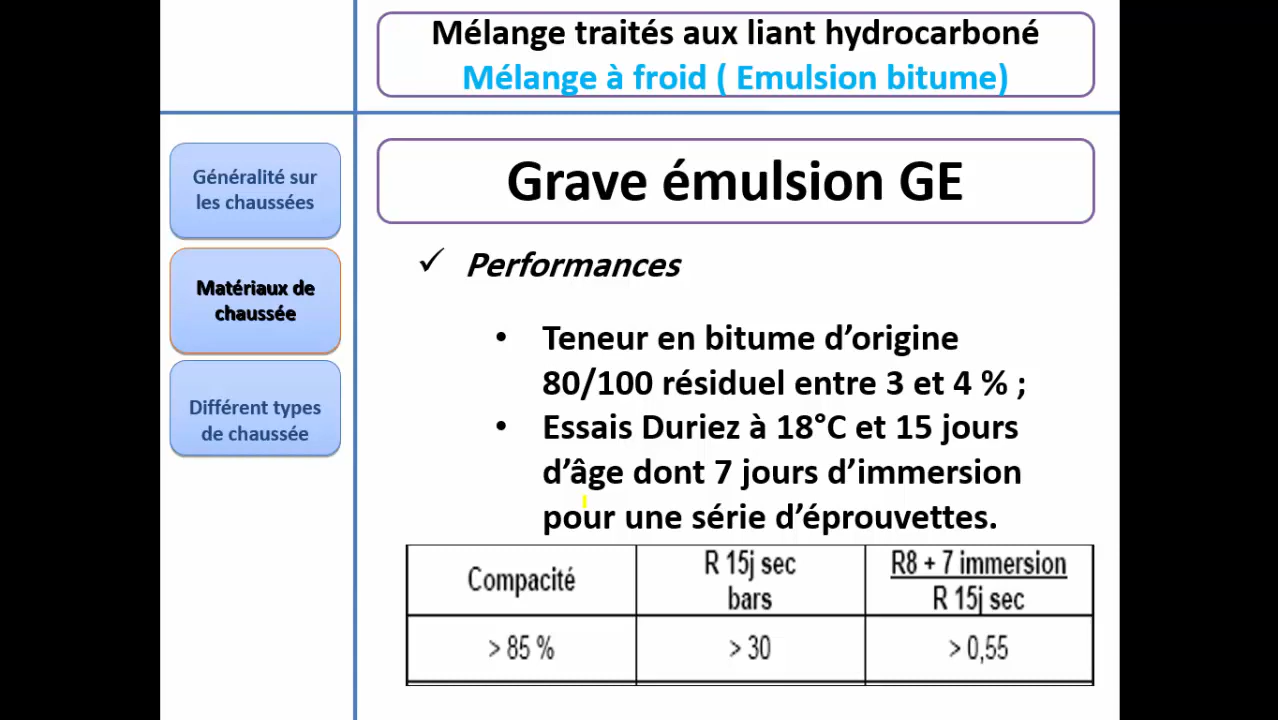 Mélange traités aux liant hydrocarboné
Mélange à froid ( Emulsion bitume)
Généralité sur
les chaussées
Matériaux de
chaussée
Différent types
de chaussée
Grave émulsion GE
✓ Performances
• Teneur en bitume d’origine
80/100 résiduel entre 3 et 4 % ;
• Essais Duriez à 18°C et 15 jours
d’âge dont 7 jours d’immersion
pour une série d’éprouvettes.
Compacité
R 15j sec
bars
R8 + 7 immersion
R 15j sec
> 85 %
> 30
> 0,55